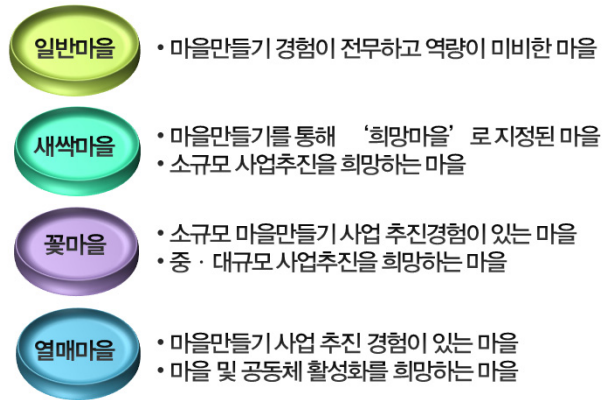 일반마을
• 마을만들기 경험이 전무하고 역량이 미비한 마을
새싹마을
• 마을만들기를 통해 ‘희망마을’ 로 지정된 마을
• 소규모 사업추진을 희망하는 마을
꽃마을
• 소규모 마을만들기 사업 추진경험이 있는 마을
• 중 · 대규모 사업추진을 희망하는 마을
열매마을
• 마을만들기 사업 추진 경험이 있는 마을
• 마을 및 공동체 활성화를 희망하는 마을